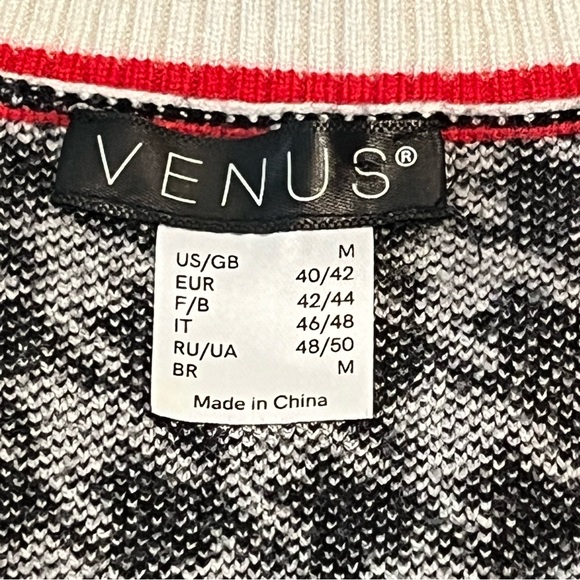 VENUS®
US/GB M
EUR 40/42
F/B 42/44
IT 46/48
RU/UA 48/50
BR M
Made in China